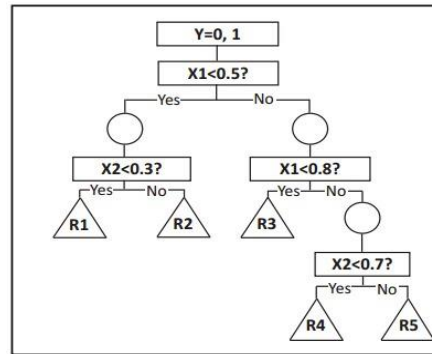 Y=0, 1
X1<0.5?
Yes No
X2<0.3? X1<0.8?
Yes No Yes No
R1 R2 R3
X2<0.7?
Yes No
R4 R5